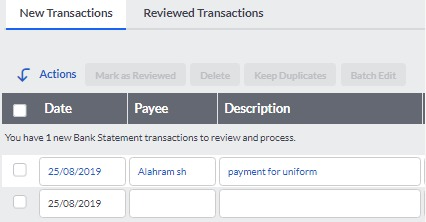 New Transactions Reviewed Transactions
Actions Mark as Reviewed Delete Keep Duplicates Batch Edit
Date Payee Description
You have 1 new Bank Statement transactions to review and process.
25/08/2019 Alahram sh payment for uniform
25/08/2019